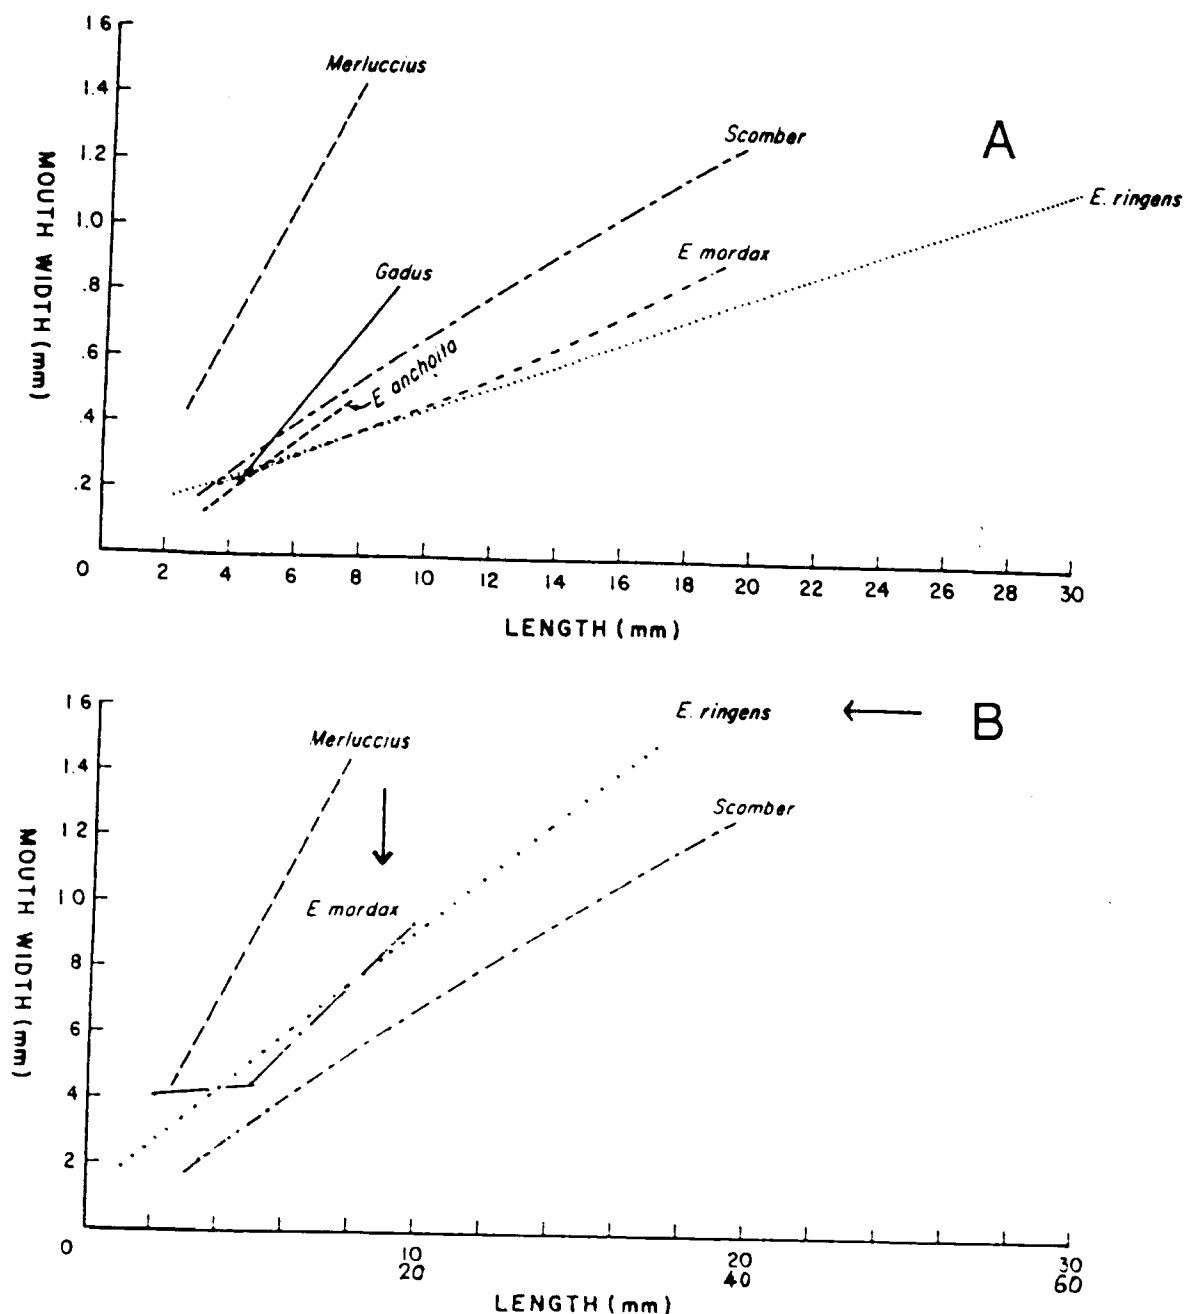 1 6
Merluccius
1.4
Scomber
A
1.2
E. ringens
1.0
E mordax
Gadus
.8
.6
E anchoita
.4
.2
MOUTH WIDTH (mm)
0
2 4 6 8 10 12 14 16 18 20 22 24 26 28 30
LENGTH (mm)
1 6
E. ringens
B
Merluccius
1.4
Scomber
1 2
E mordax
1 0
8
6
4
2
MOUTH WIDTH (mm)
0
10 20 30
20 40 60
LENGTH (mm)